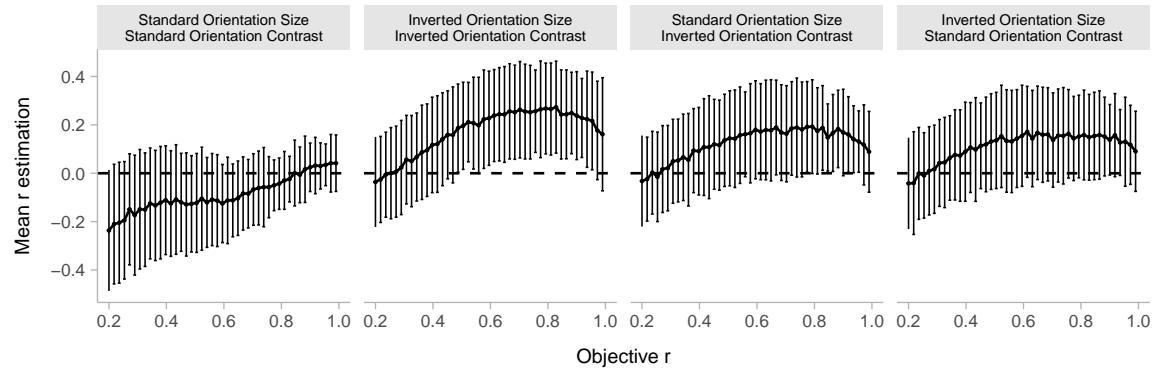 Standard Orientation Size
Standard Orientation Contrast
Inverted Orientation Size
Inverted Orientation Contrast
Standard Orientation Size
Inverted Orientation Contrast
Inverted Orientation Size
Standard Orientation Contrast
Mean r estimation
0.4
0.2
0.0
−0.2
−0.4
0.2 0.4 0.6 0.8 1.0 0.2 0.4 0.6 0.8 1.0 0.2 0.4 0.6 0.8 1.0 0.2 0.4 0.6 0.8 1.0
Objective r